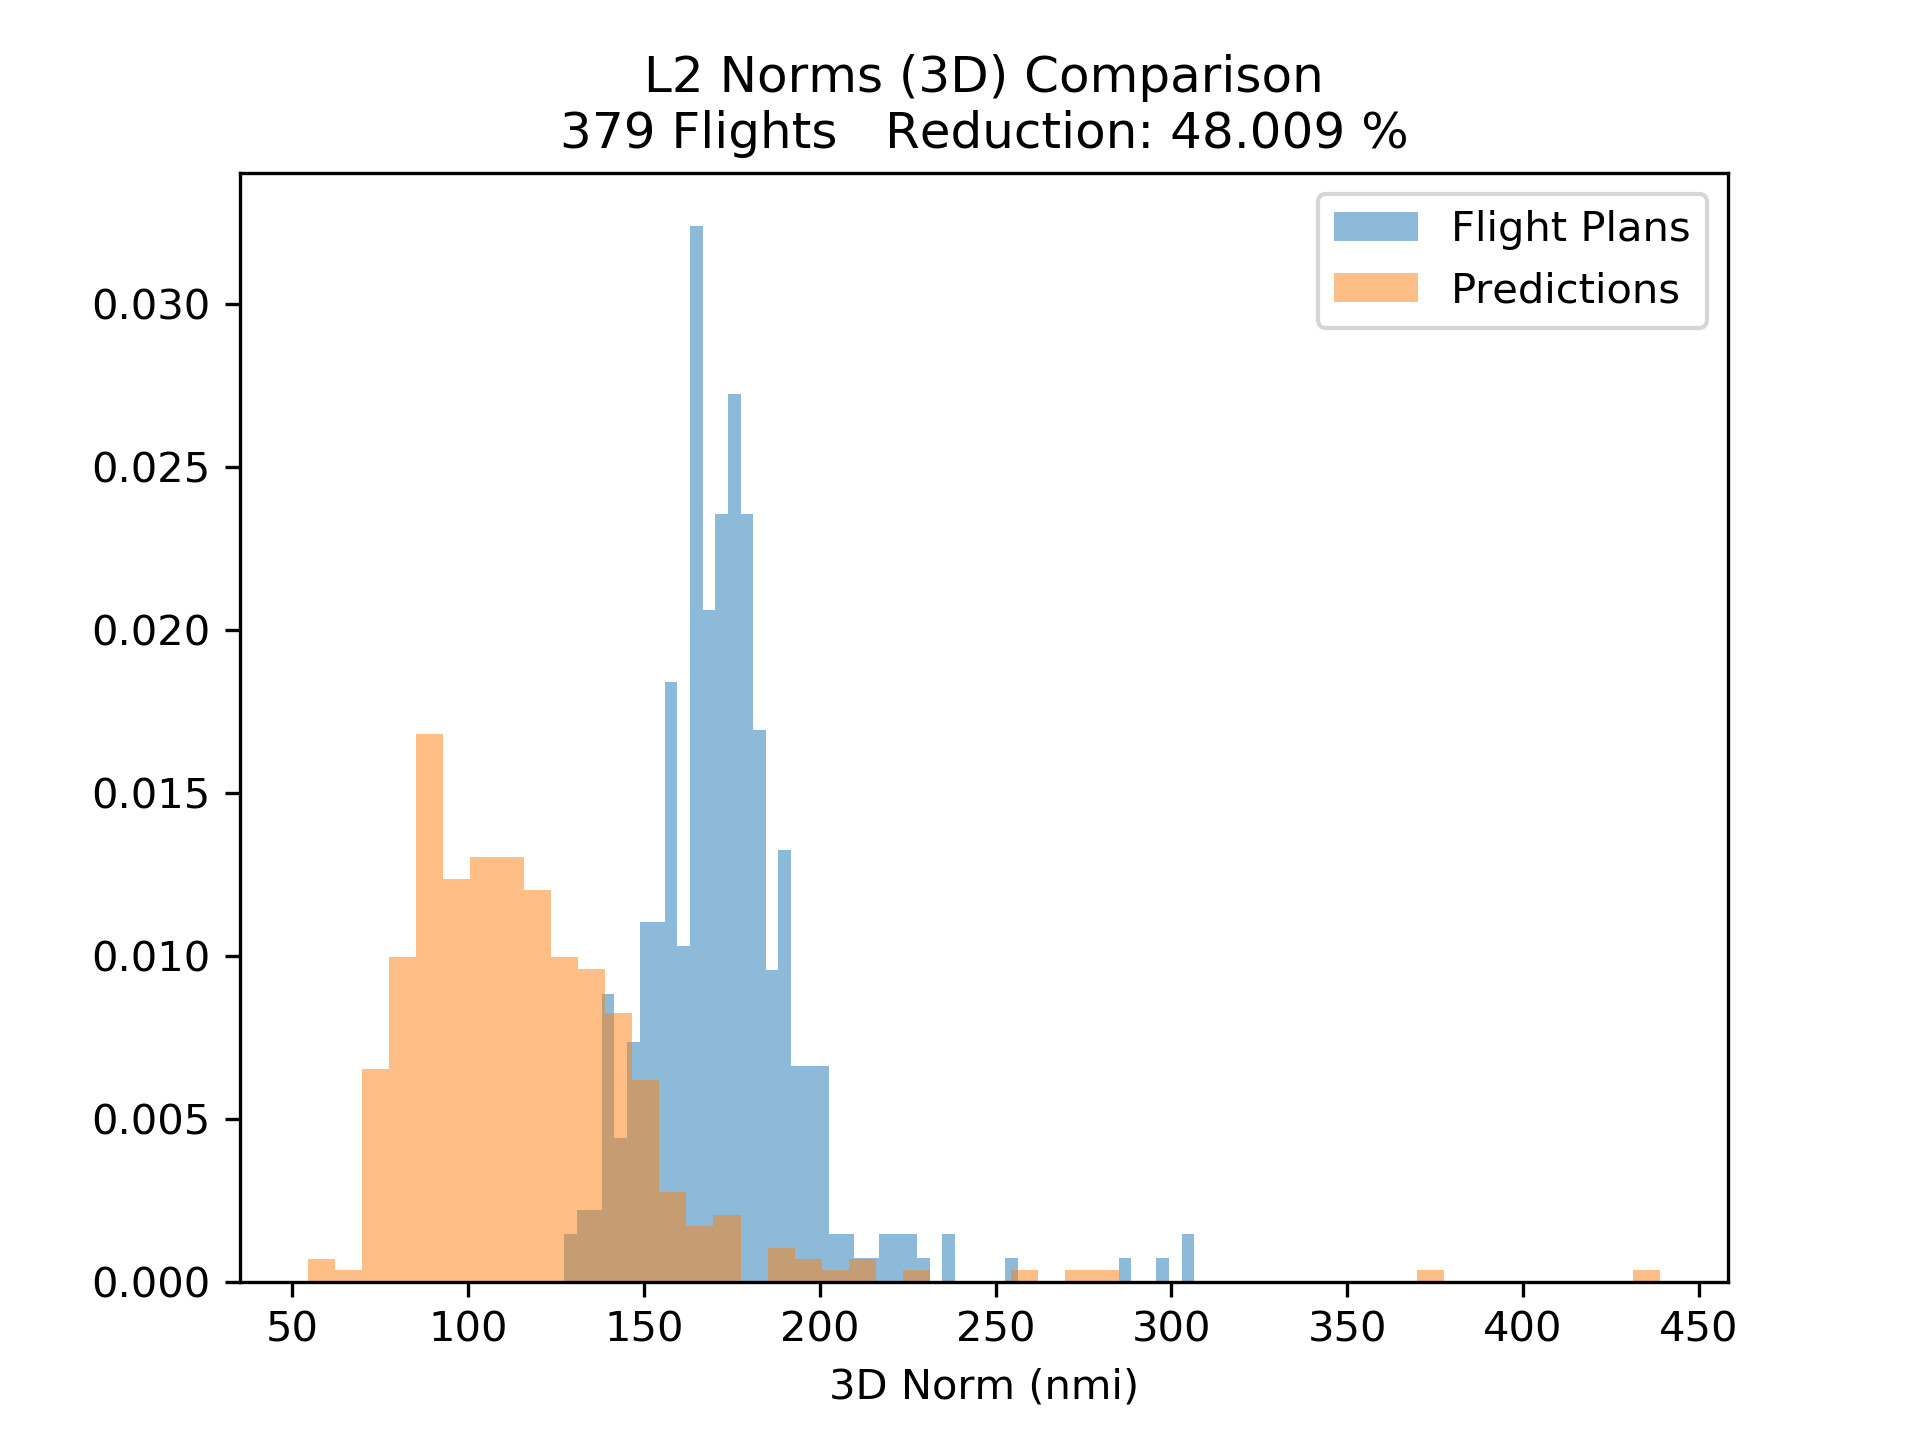 L2 Norms (3D) Comparison
379 Flights   Reduction: 48.009 %
Flight Plans
Predictions
0.030
0.025
0.020
0.015
0.010
0.005
0.000
50 100 150 200 250 300 350 400 450
3D Norm (nmi)